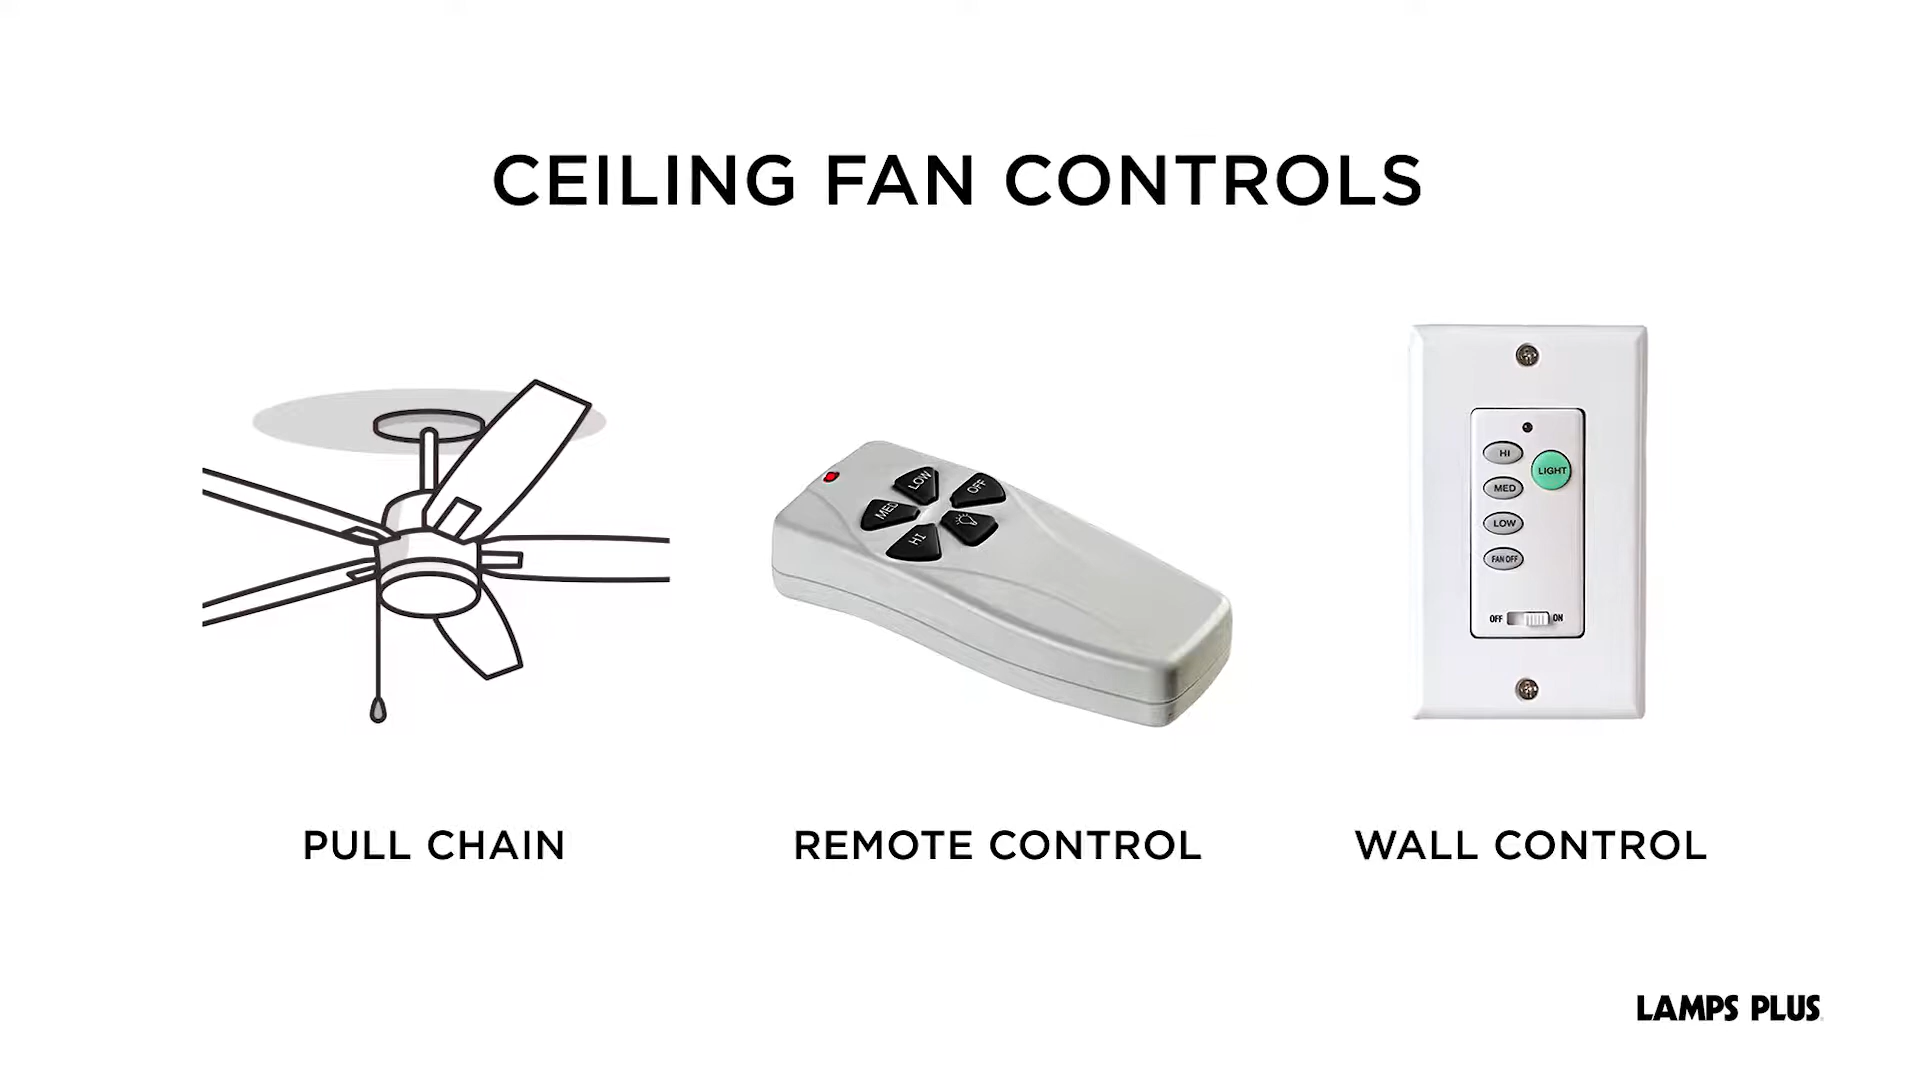 CEILING FAN CONTROLS
LOW
OFF
MED
HI
HI
LIGHT
MED
LOW
FAN OFF
OFF ON
PULL CHAIN
REMOTE CONTROL
WALL CONTROL
LAMPS PLUS